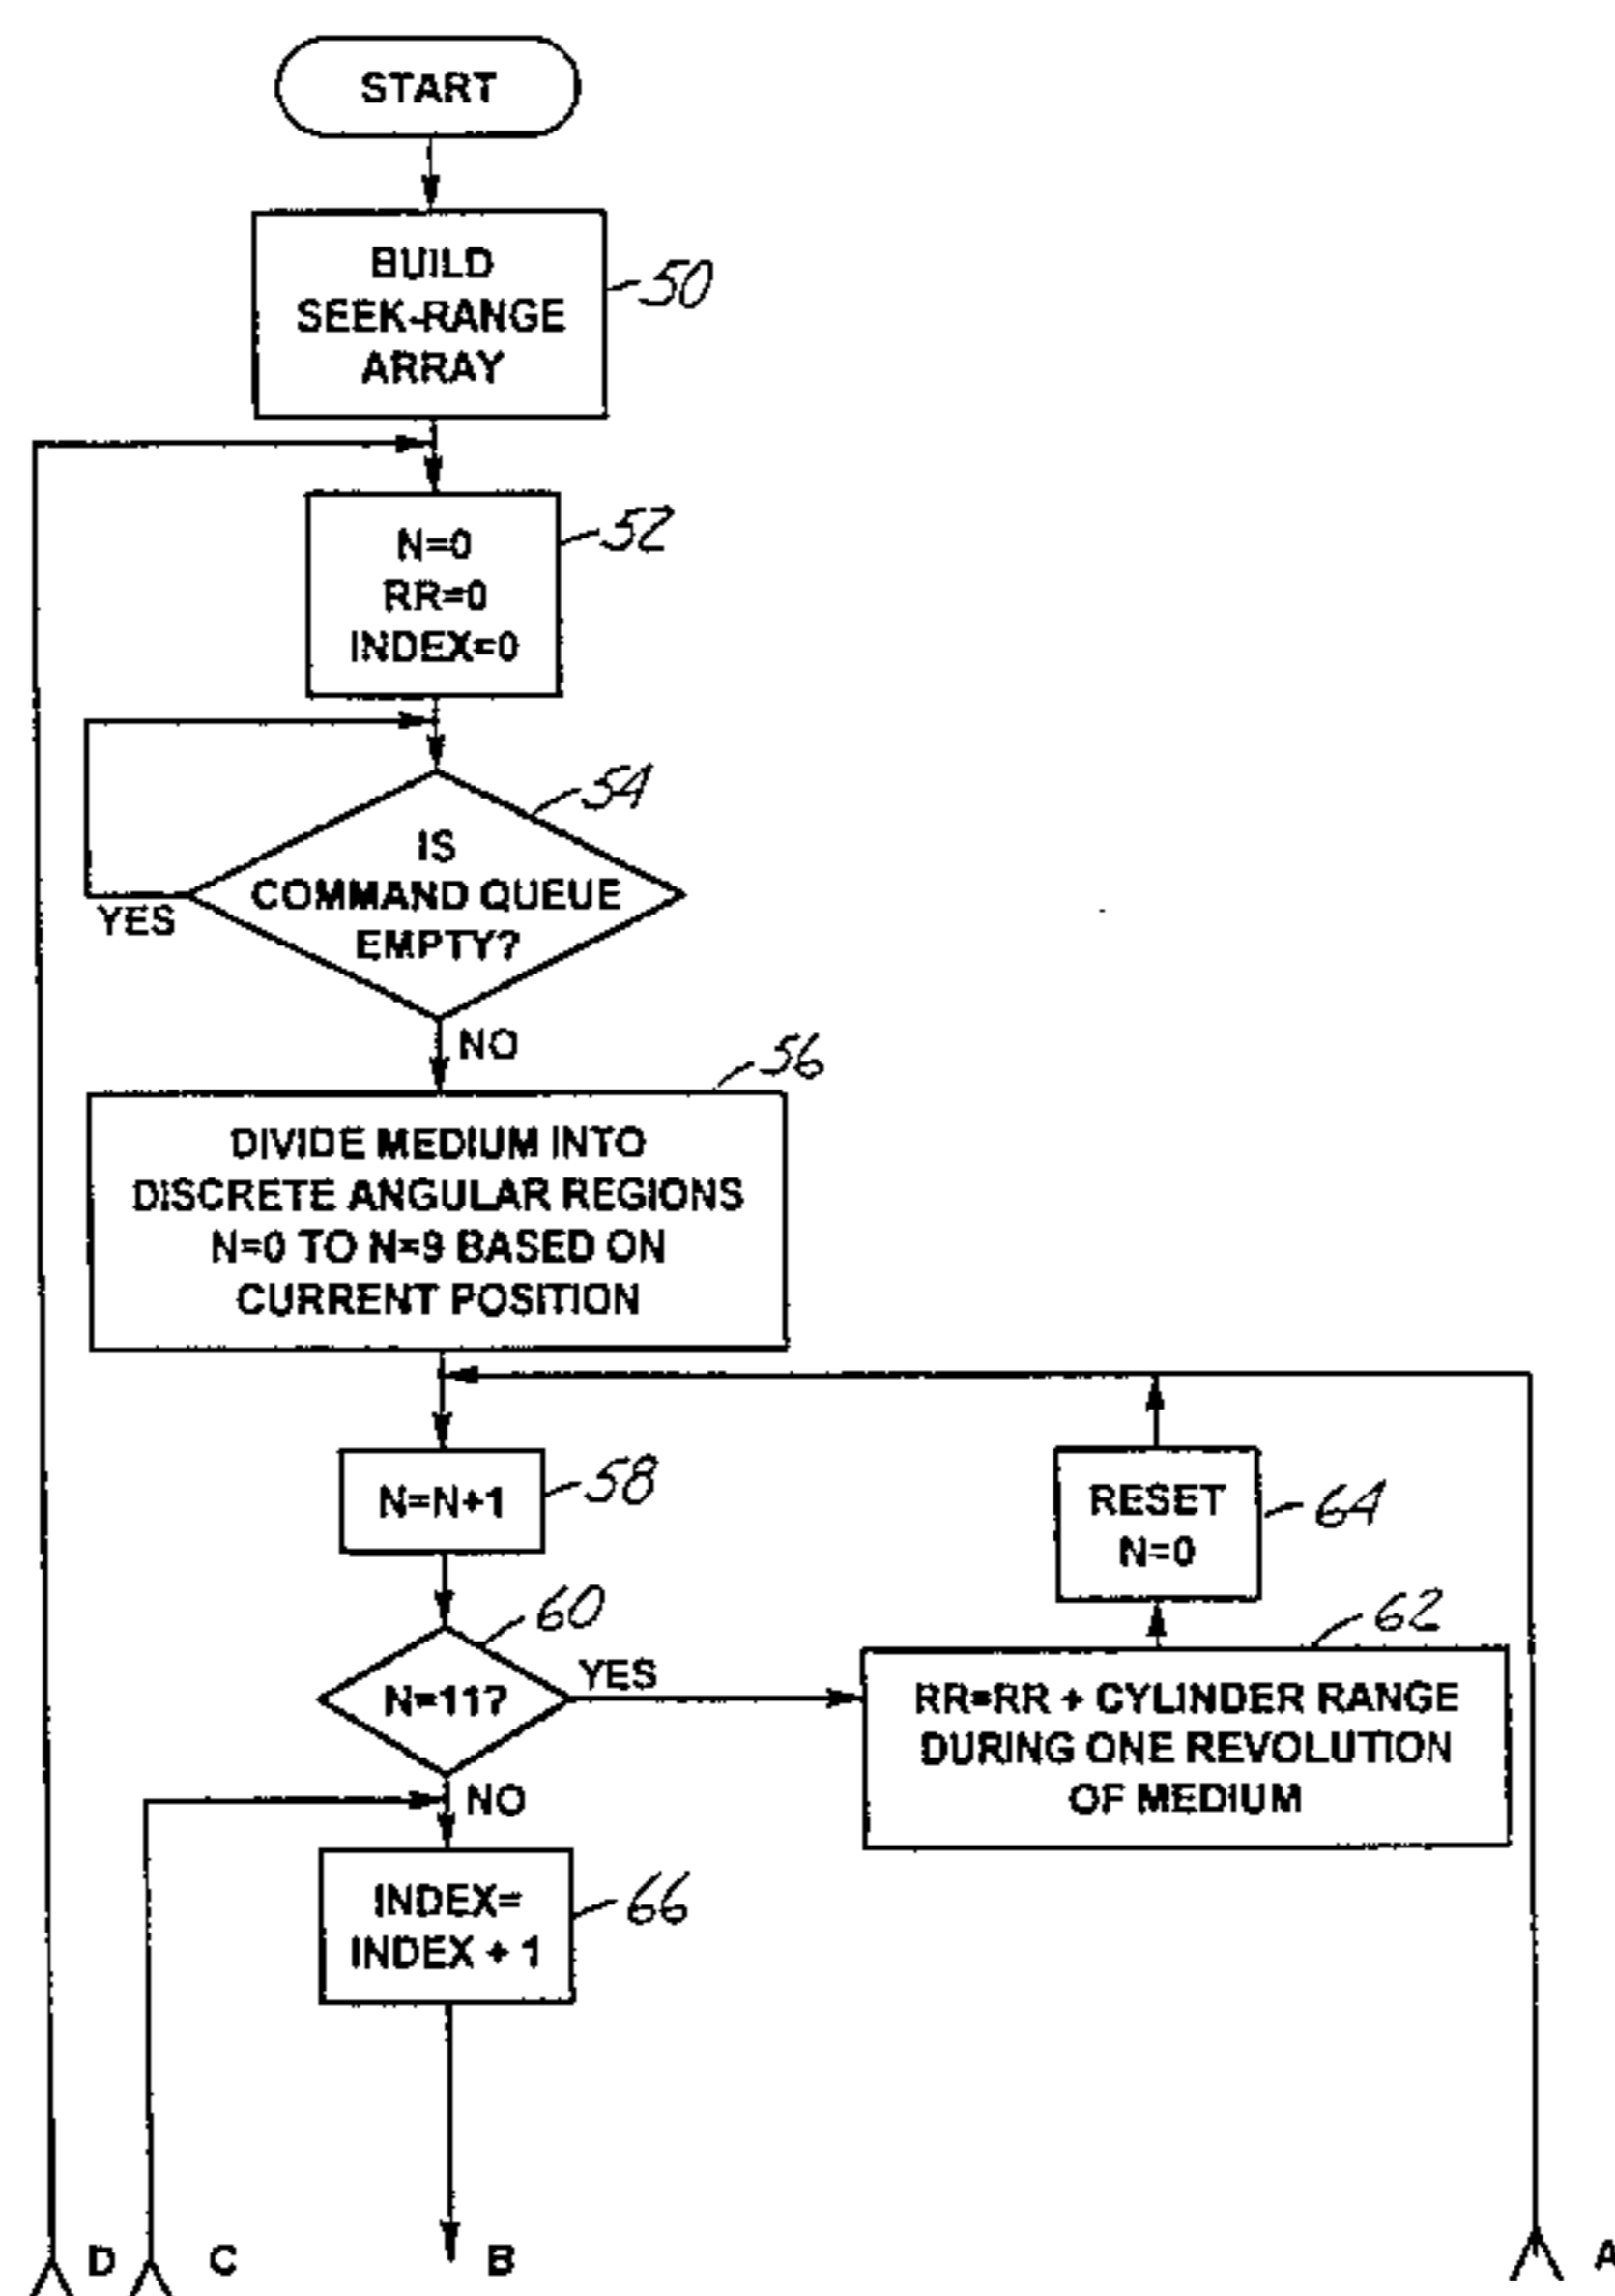 START
BUILD
SEEK-RANGE
ARRAY
50
N=0
RR=0
INDEX=0
52
54
IS
COMMAND QUEUE
EMPTY?
YES
NO
56
DIVIDE MEDIUM INTO
DISCRETE ANGULAR REGIONS
N=0 TO N=9 BASED ON
CURRENT POSITION
N=N+1
58
RESET
N=0
64
60
N=11?
YES
62
RR=RR + CYLINDER RANGE
DURING ONE REVOLUTION
OF MEDIUM
NO
INDEX=
INDEX + 1
66
D
C
B
A